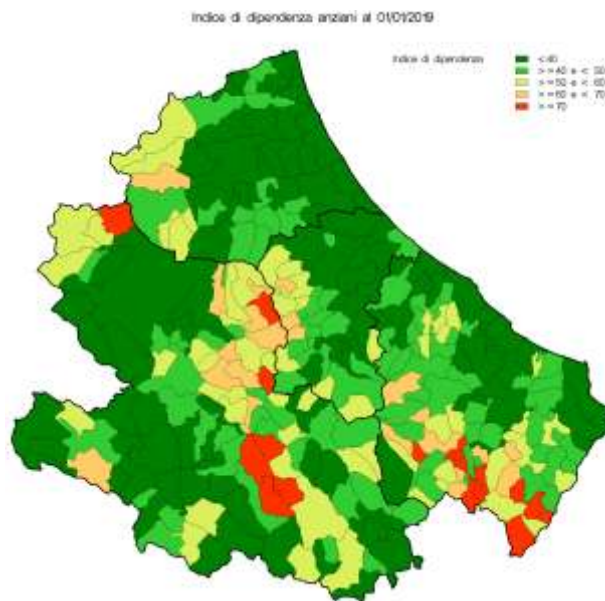 Indice di dipendenza anziani al 01/01/2019
Indice di dipendenza
< 40
> =40 e < 50
> =50 e < 60
> =60 e < 70
> =70